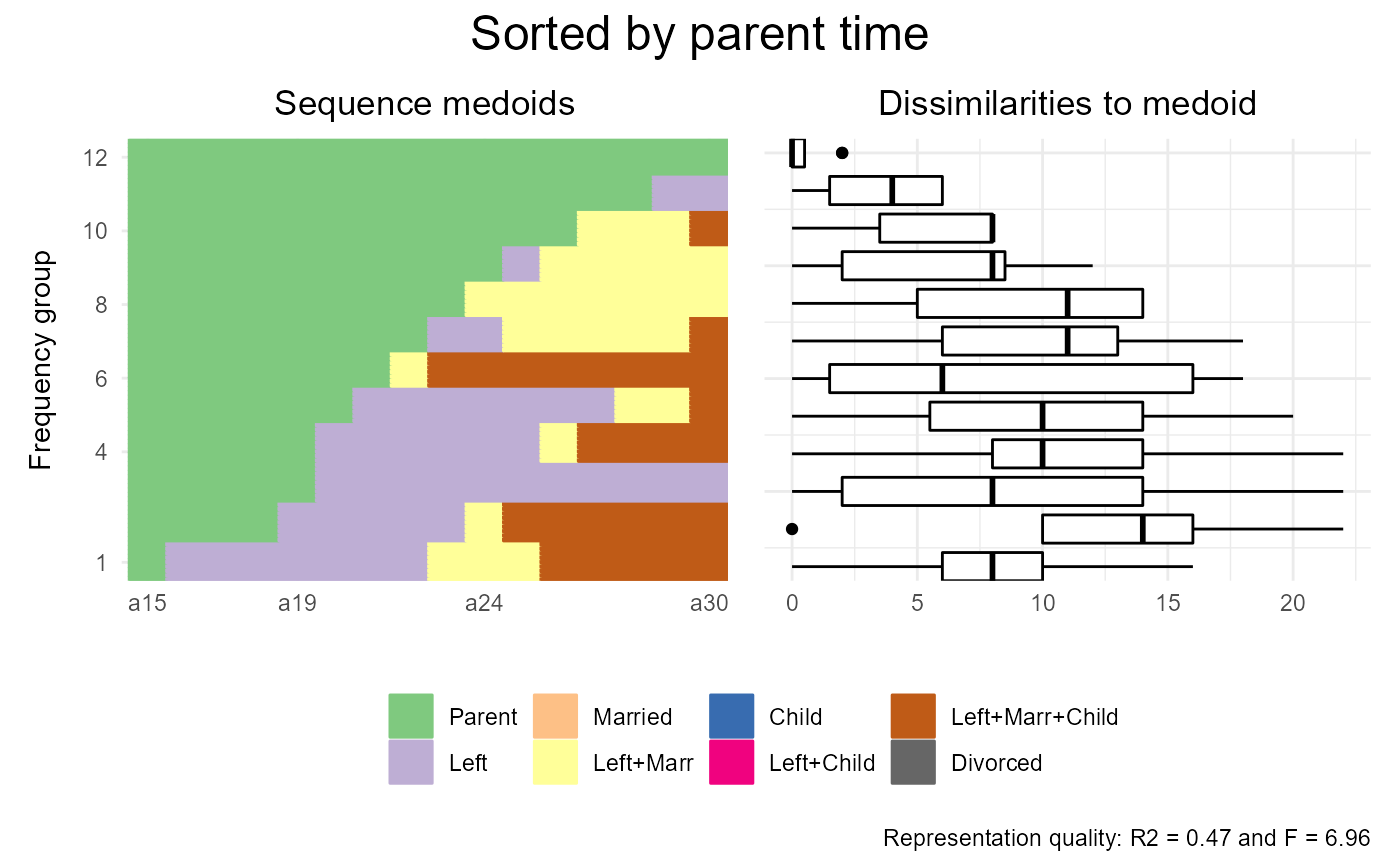 Sorted by parent time
Sequence medoids
Dissimilarities to medoid
Frequency group
12
10
8
6
4
1
a15 a19 a24 a30
0 5 10 15 20
Parent Married Child Left+Marr+Child
Left Left+Marr Left+Child Divorced
Representation quality: R2 = 0.47 and F = 6.96